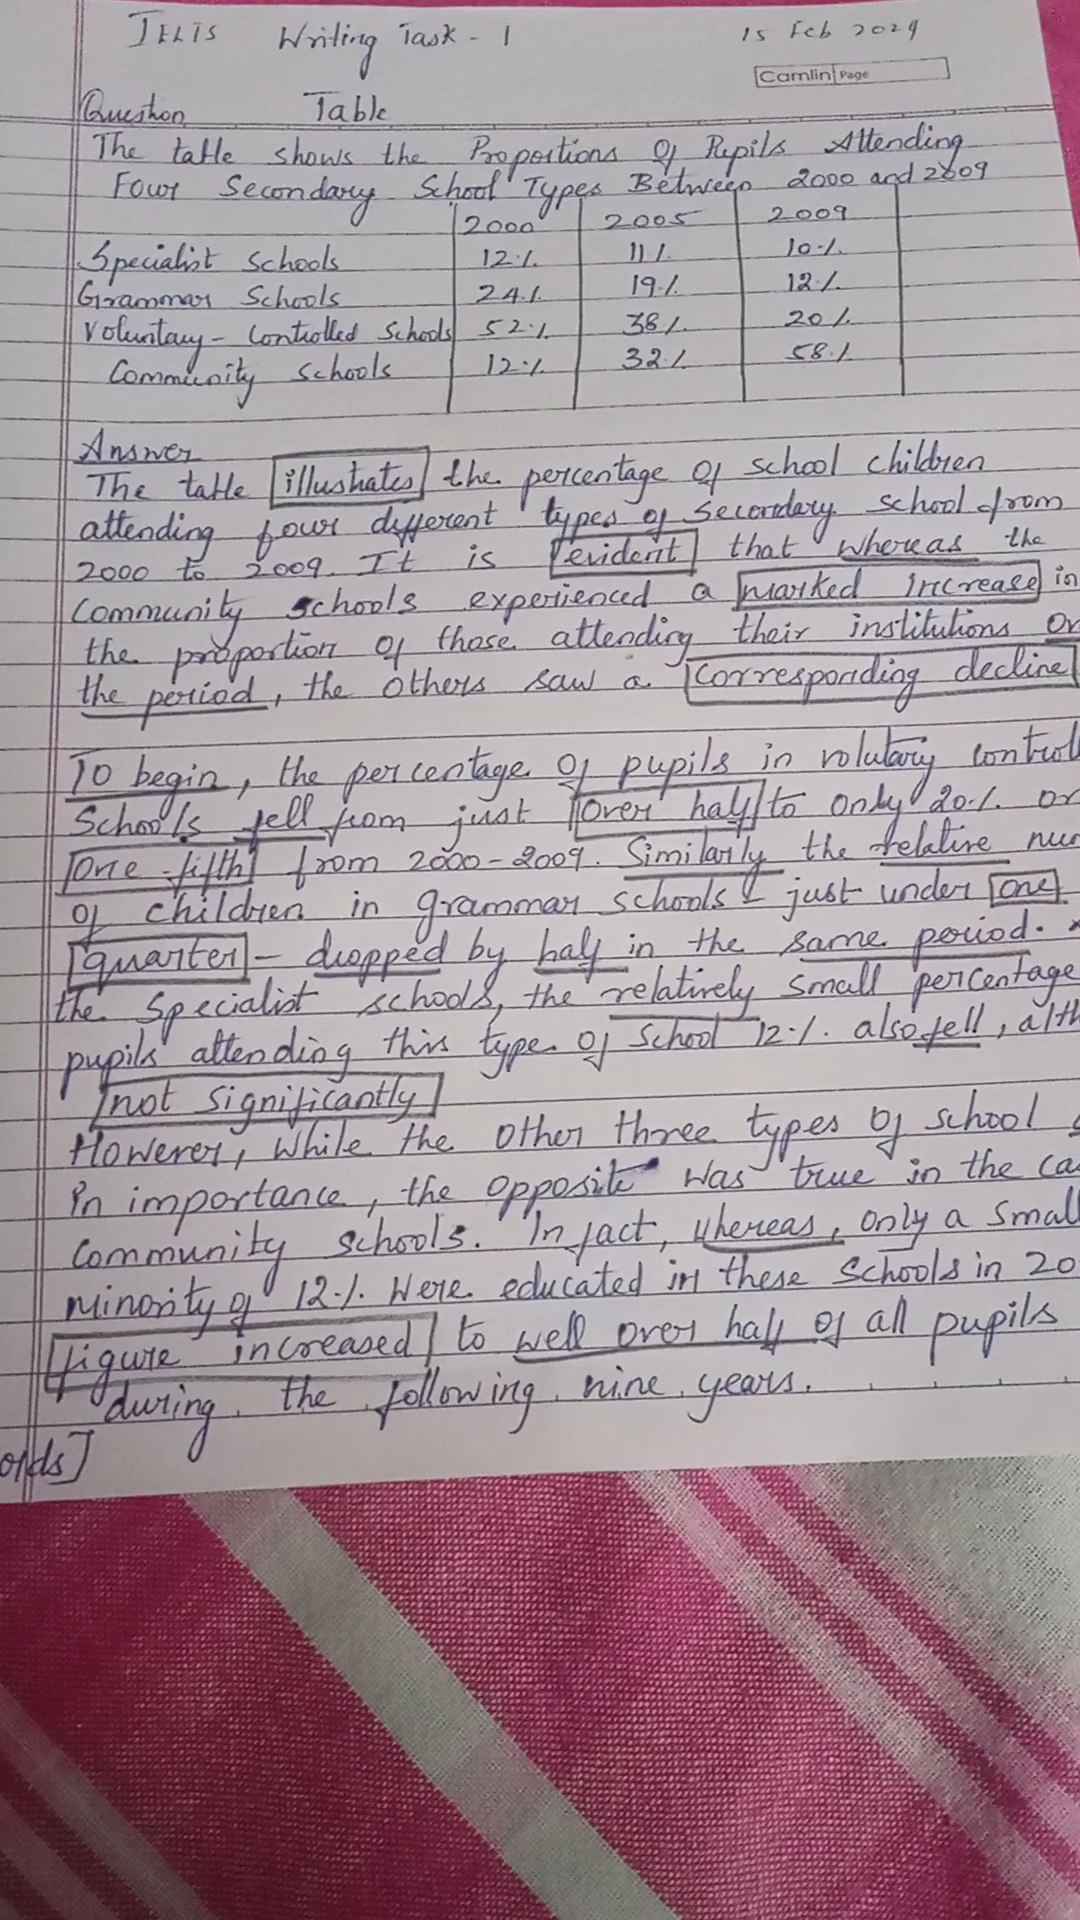 IELTS Writing Task - 1
15 Feb 2024
Camlin Page
Question Table
The table shows the Proportions Of Pupils Attending
Four Secondary School Types Between 2000 and 2009
2000 2005 2009
Specialist Schools 12% 11% 10%
Grammar Schools 24% 19% 12%
Voluntary - Controlled Schools 52% 38% 20%
Community Schools 12% 32% 58%
Answer
The table illustrates the percentage of school children
attending four different types of Secondary school from
2000 to 2009. It is evident that whereas the
Community schools experienced a marked increase in
the proportion of those attending their institutions
the period, the others saw a corresponding decline
To begin, the percentage of pupils in volutary
Schools fell from just over half to only 20% or
one fifth from 2000-2009. Similarly the relative
of children in grammar schools just under one
quarter - dropped by half in the same period.
the Specialist schools, the relatively small percentage
pupils attending this type of School 12% also fell,
not significantly
However, While the other three types of school
in importance, the opposite was true in the
community schools. In fact, whereas, only a small
minority of 12% Were educated in these schools in
figure increased to well over half of all pupils
during the following nine years.